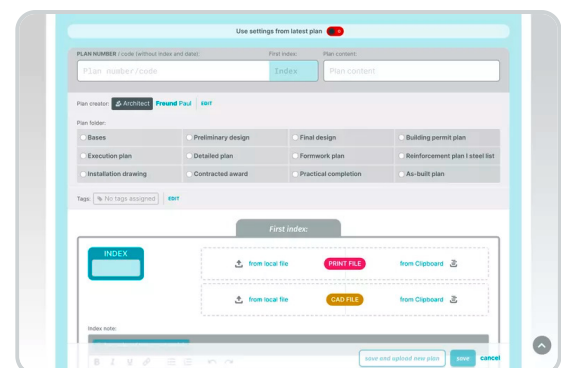 Use settings from latest plan
PLAN NUMBER / code (without index and date): First index: Plan content:
Plan number/code Index Plan content
Plan creator: Architect Freund Paul EDIT
Plan folder:
Bases Preliminary design Final design Building permit plan
Execution plan Detailed plan Formwork plan Reinforcement plan I steel list
Installation drawing Contracted award Practical completion As-built plan
Tags: No tags assigned EDIT
First index:
INDEX
from local file PRINT FILE from Clipboard
from local file CAD FILE from Clipboard
Index note:
B I U
save and upload new plan save cancel